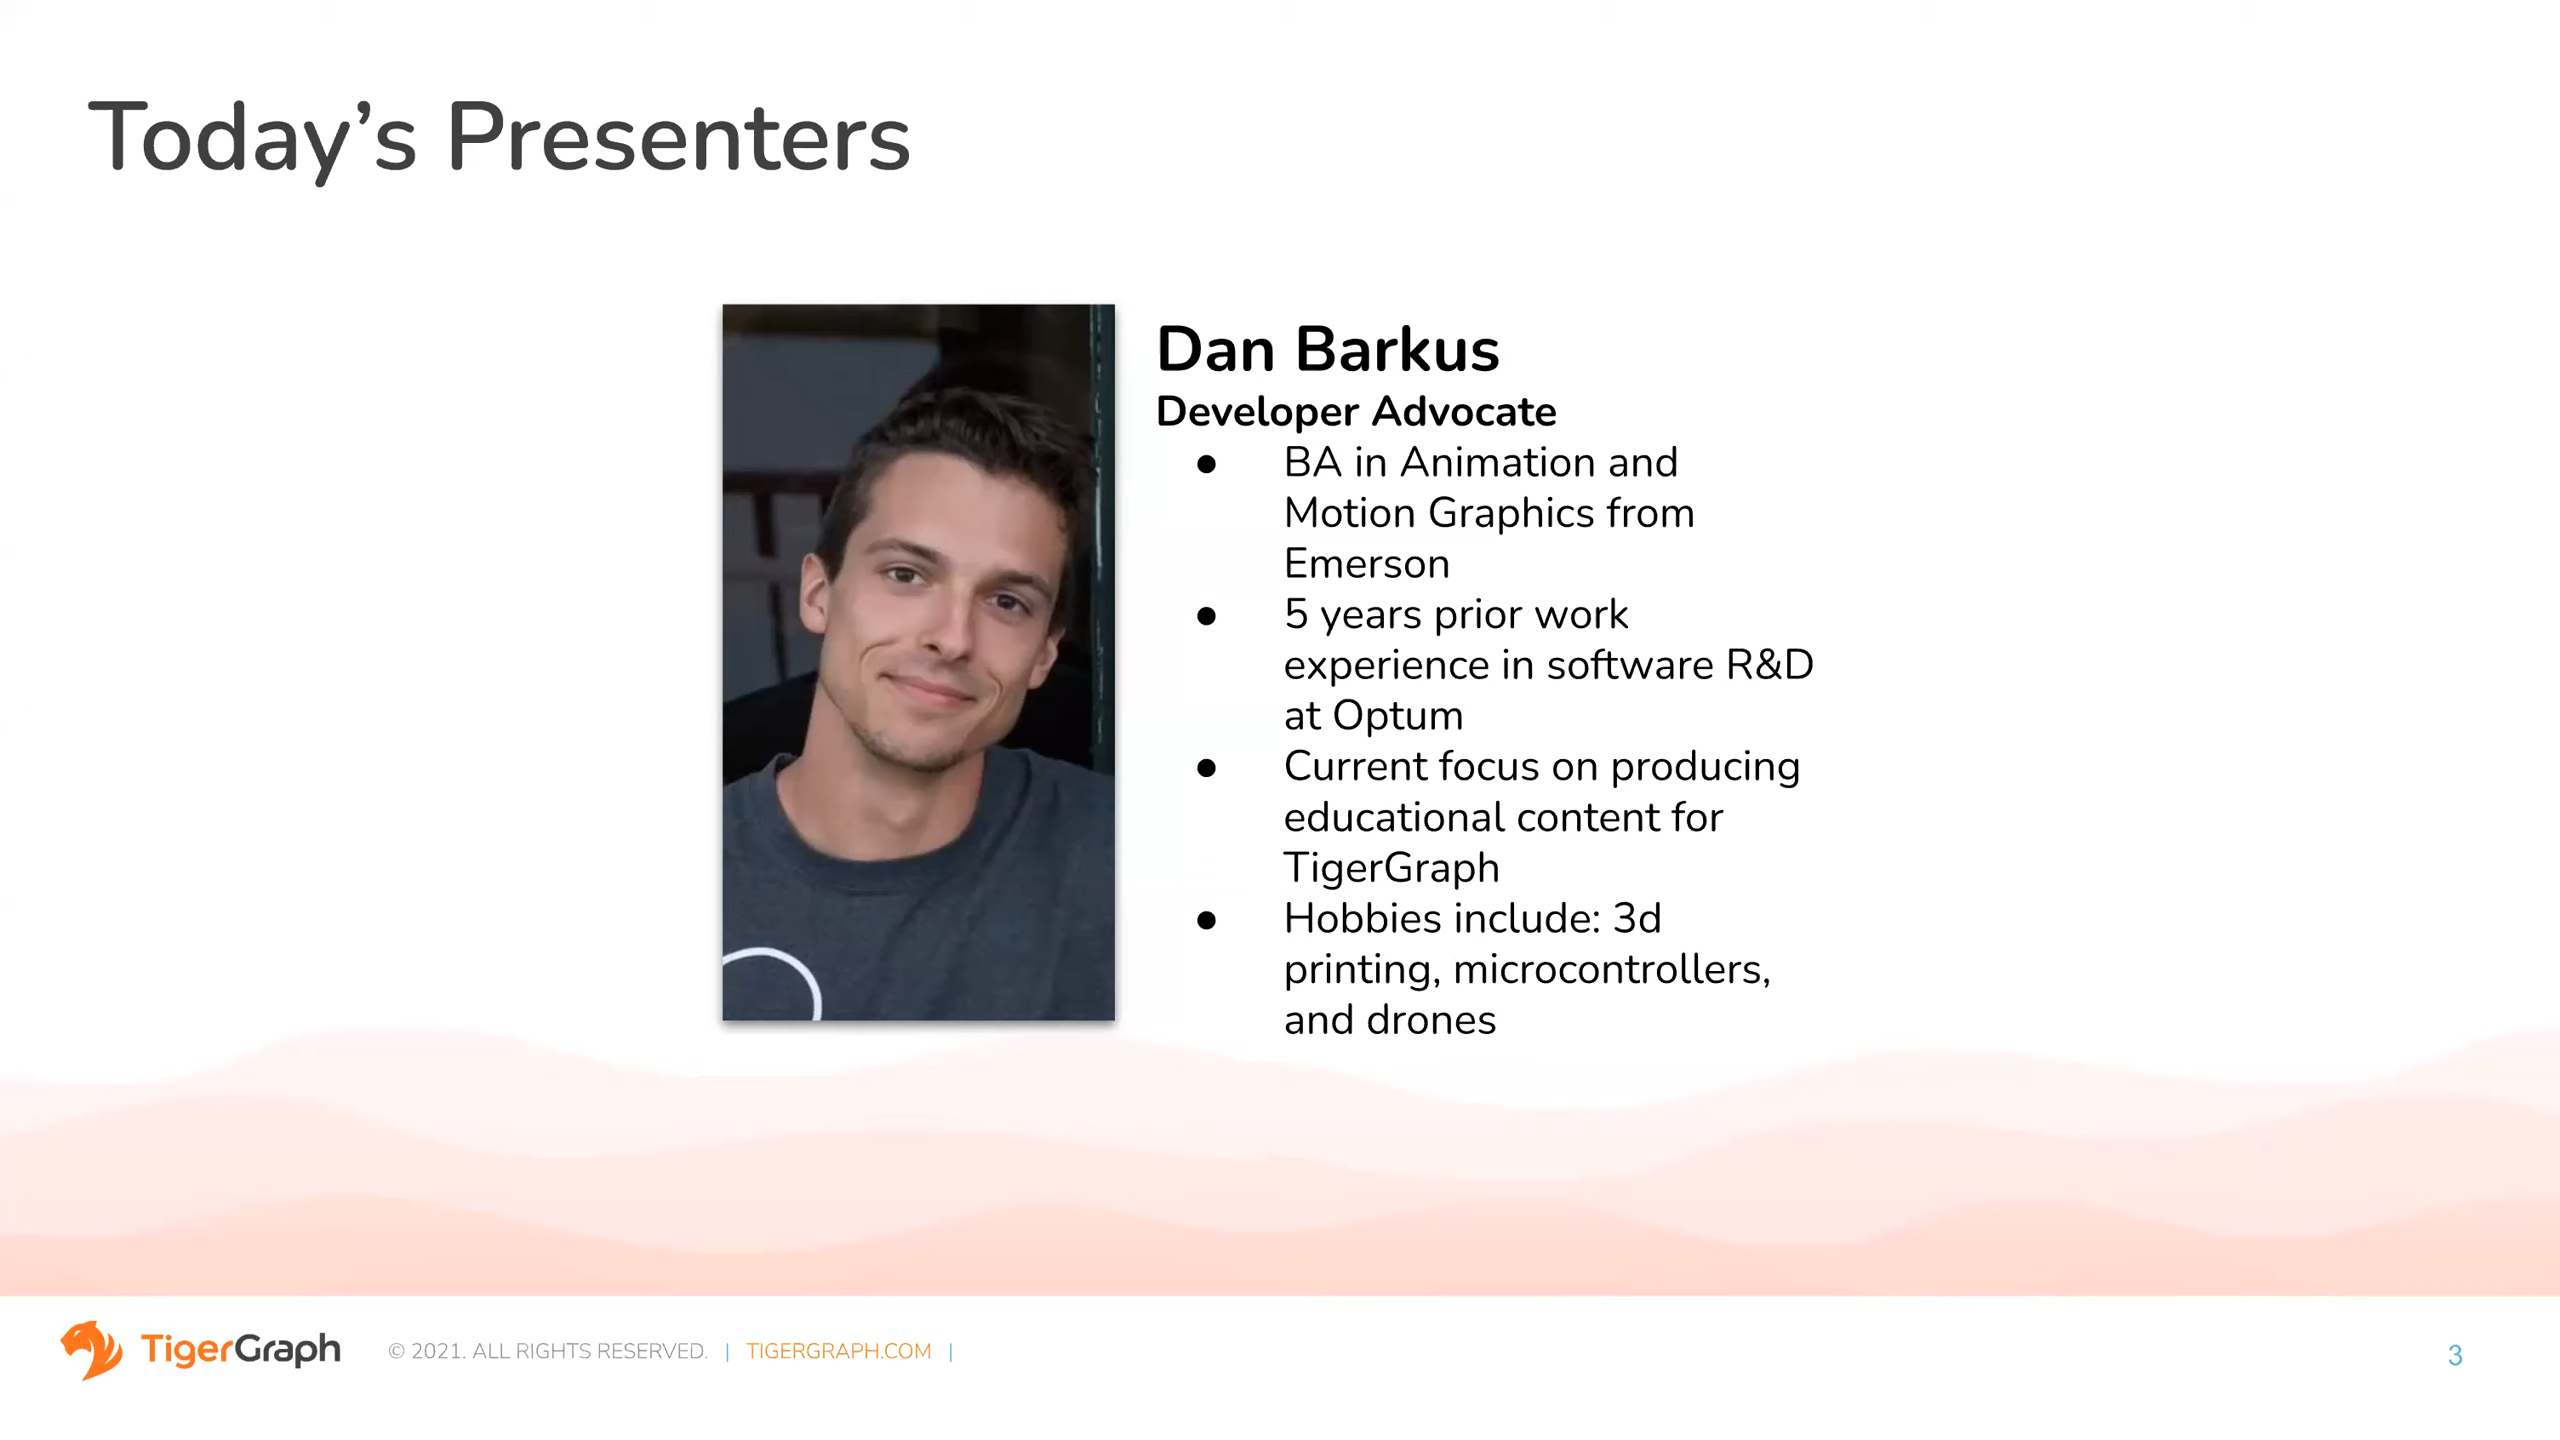 Today’s Presenters
Dan Barkus
Developer Advocate
● BA in Animation and
Motion Graphics from
Emerson
● 5 years prior work
experience in software R&D
at Optum
● Current focus on producing
educational content for
TigerGraph
● Hobbies include: 3d
printing, microcontrollers,
and drones
TigerGraph © 2021. ALL RIGHTS RESERVED. | TIGERGRAPH.COM | 3